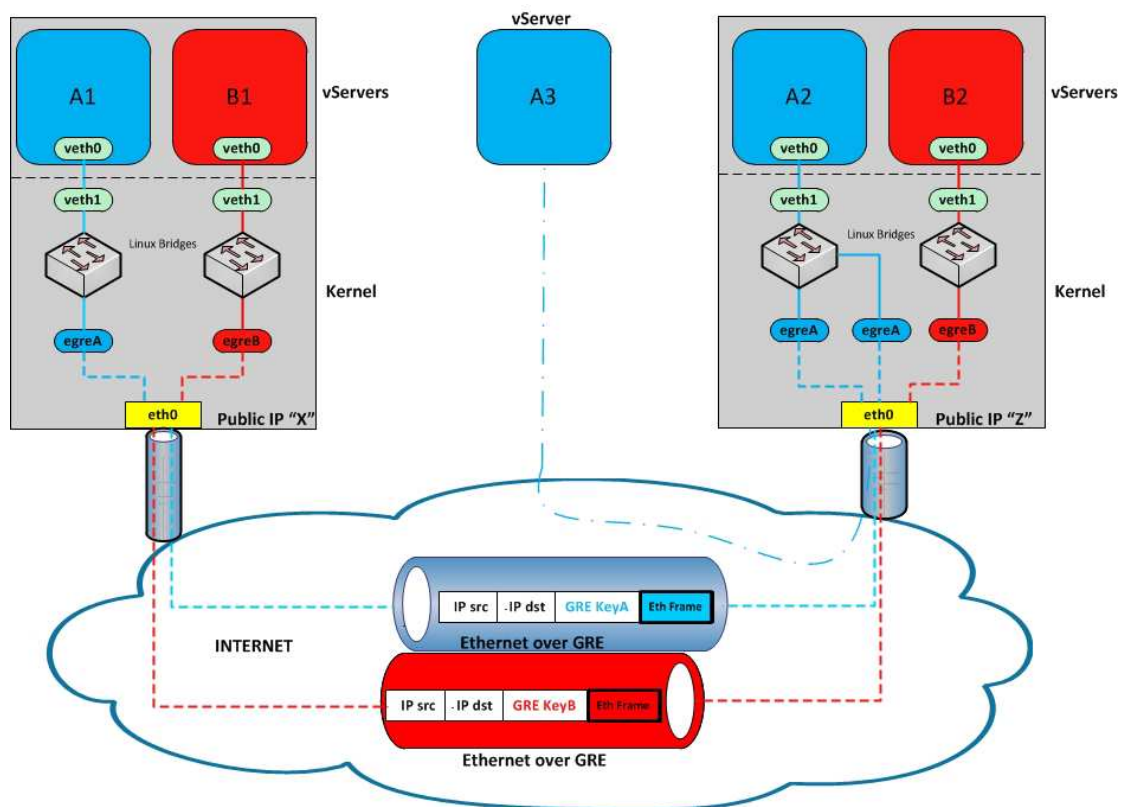 vServer
A1
B1
vServers
veth0
veth0
veth1
veth1
Linux Bridges
Kernel
egreA
egreB
eth0
Public IP “X”
A3
A2
B2
vServers
veth0
veth0
veth1
veth1
Linux Bridges
Kernel
egreA
egreA
egreB
eth0
Public IP “Z”
INTERNET
IP src
IP dst
GRE KeyA
Eth Frame
Ethernet over GRE
IP src
IP dst
GRE KeyB
Eth Frame
Ethernet over GRE